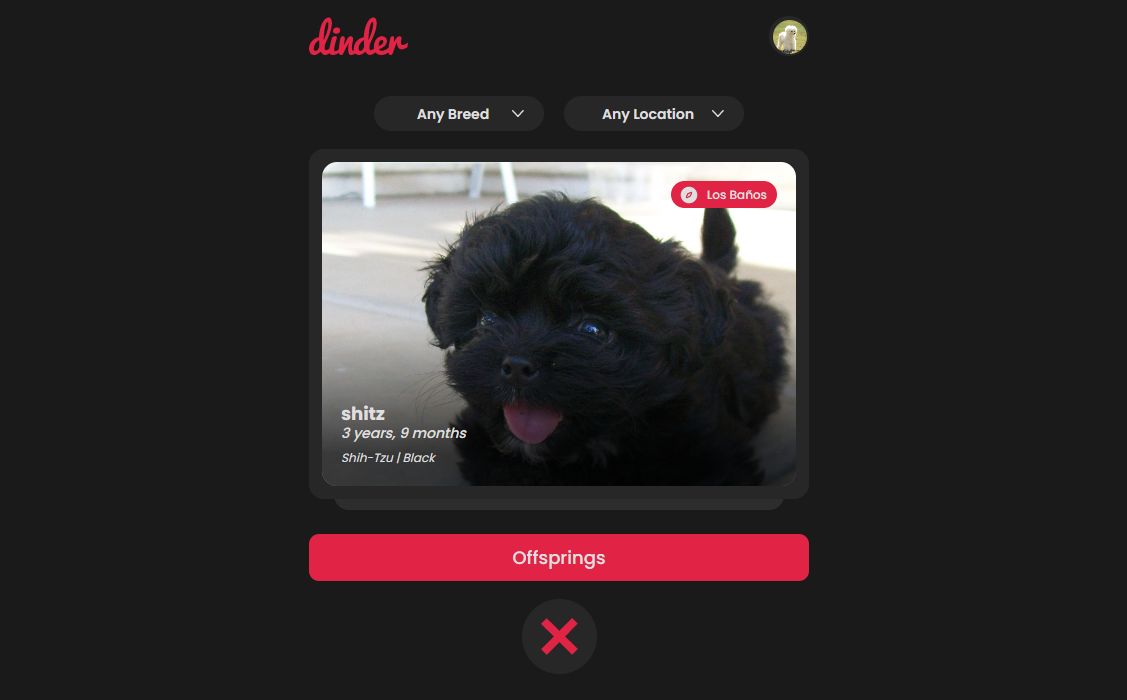 dinder
Any Breed
Any Location
Los Baños
shitz
3 years, 9 months
Shih-Tzu | Black
Offsprings